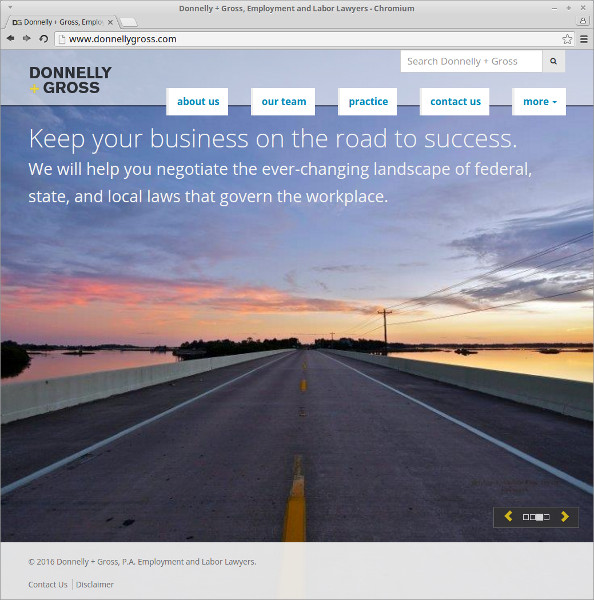 Donnelly + Gross, Employment and Labor Lawyers - Chromium
DG Donnelly + Gross, Emplo
www.donnellygross.com
Search Donnelly + Gross
DONNELLY
+ GROSS
about us
our team
practice
contact us
more
Keep your business on the road to success.
We will help you negotiate the ever-changing landscape of federal,
state, and local laws that govern the workplace.
© 2016 Donnelly + Gross, P.A. Employment and Labor Lawyers.
Contact Us | Disclaimer